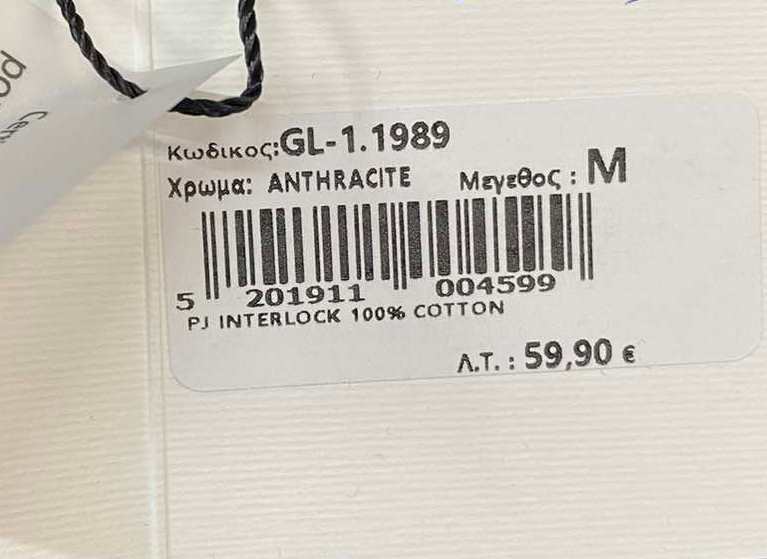 Κωδικος:GL-1.1989
Χρωμα: ANTHRACITE Μεγεθος : M
5 201911 004599
PJ INTERLOCK 100% COTTON
Λ.Τ. : 59,90 €